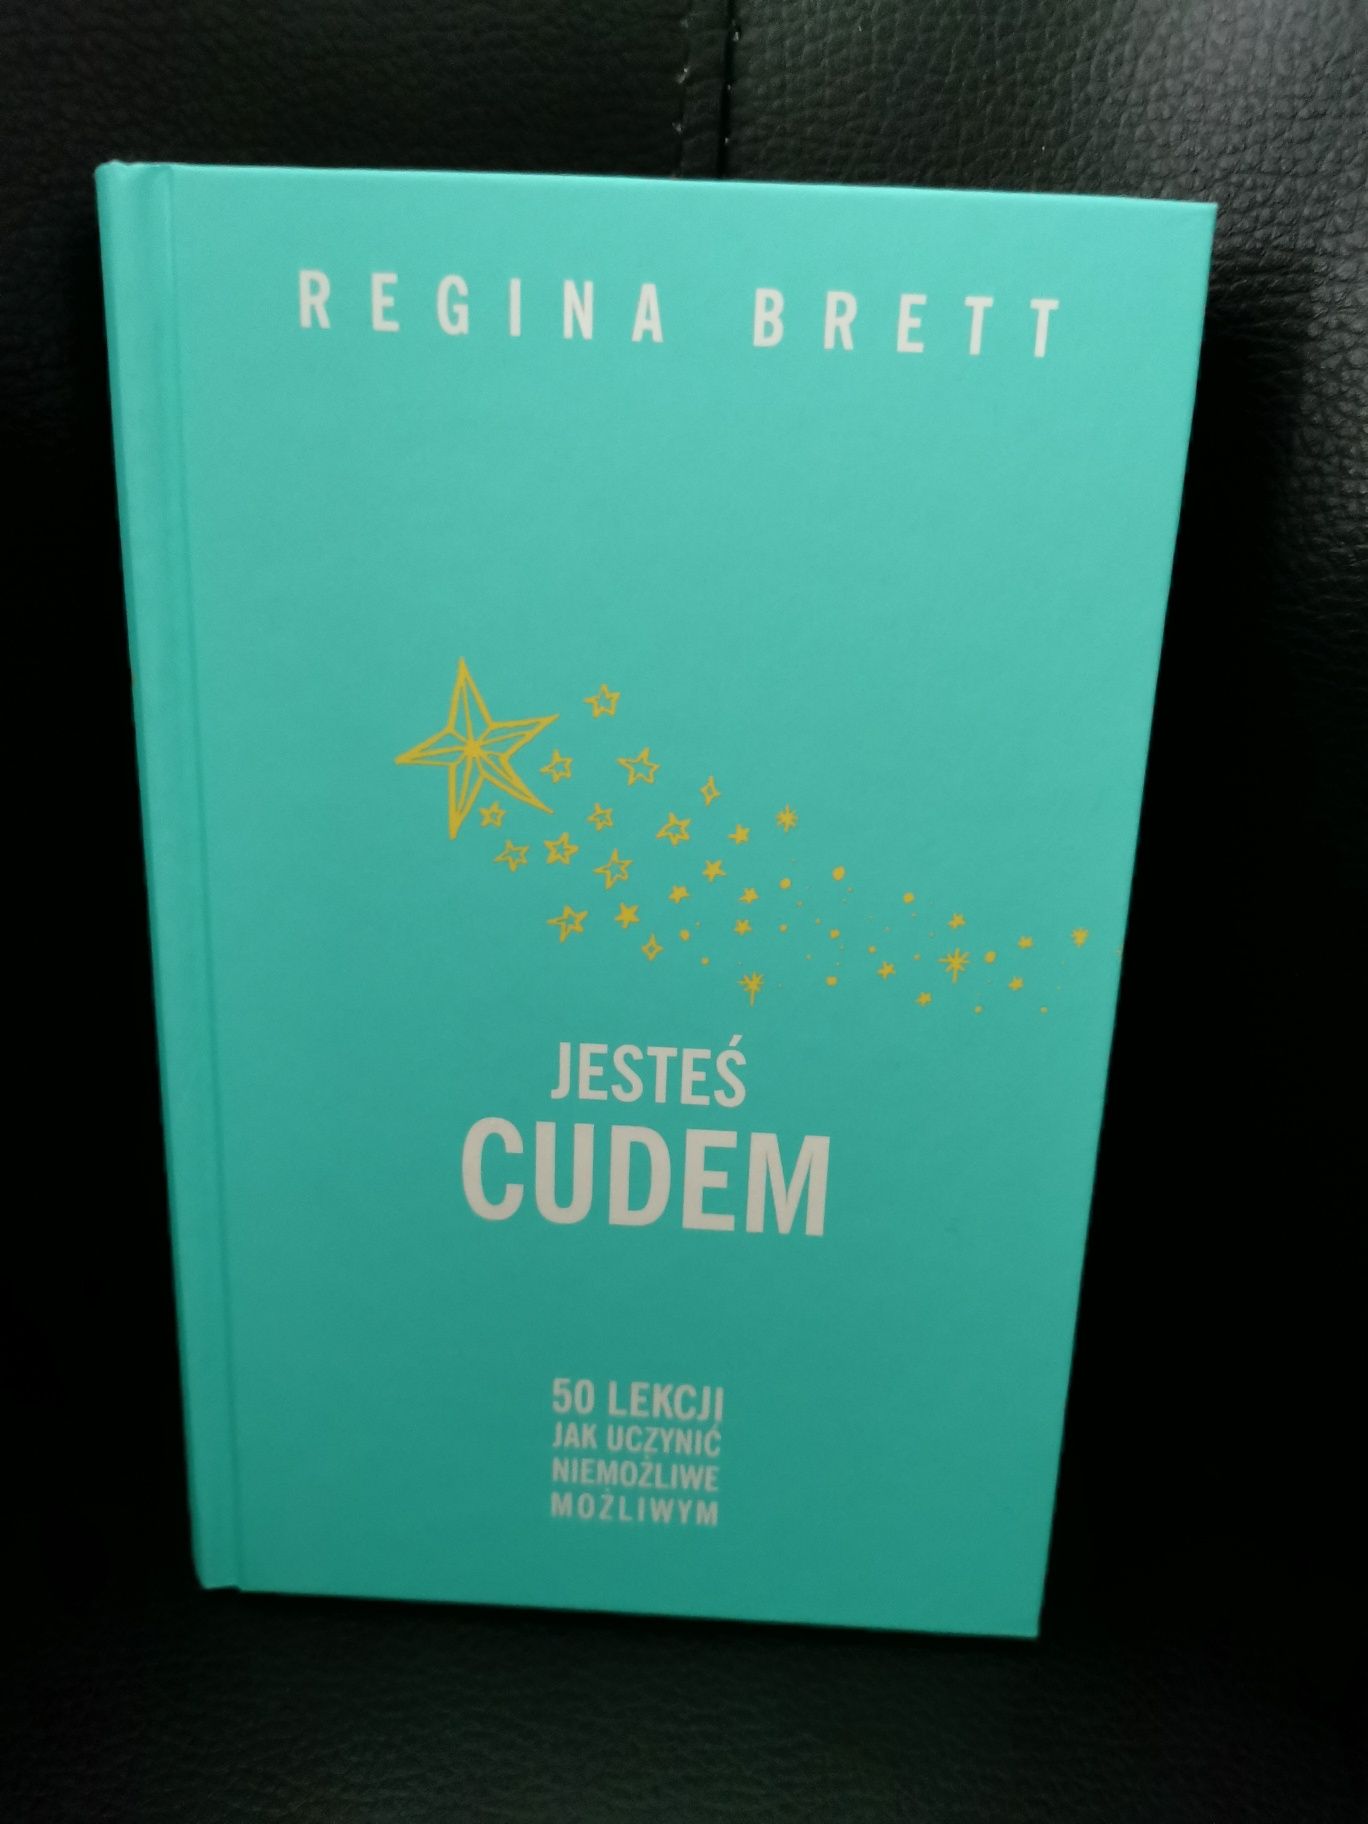 REGINA BRETT
JESTEŚ
CUDEM
50 LEKCJI
JAK UCZYNIĆ
NIEMOŻLIWE
MOŻLIWYM